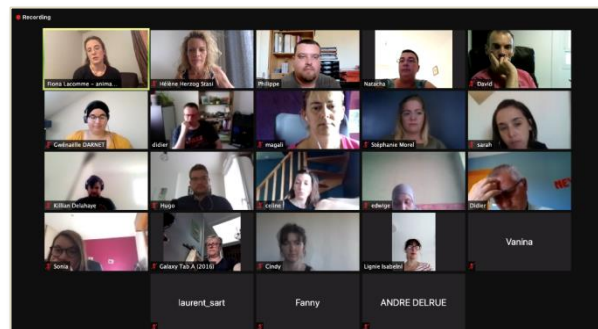 Recording
Fiona Lacomme - anima...
Hélène Herzog Stasi
Philippe
Natacha
David
Gwénaëlle DARNET
didier
magali
Stéphanie Morel
sarah
Killian Delahaye
Hugo
celine
edwige
Didier
Sonia
Galaxy Tab A (2016)
Cindy
Lignie Isabelini
Vanina
laurent_sart
Fanny
ANDRE DELRUE